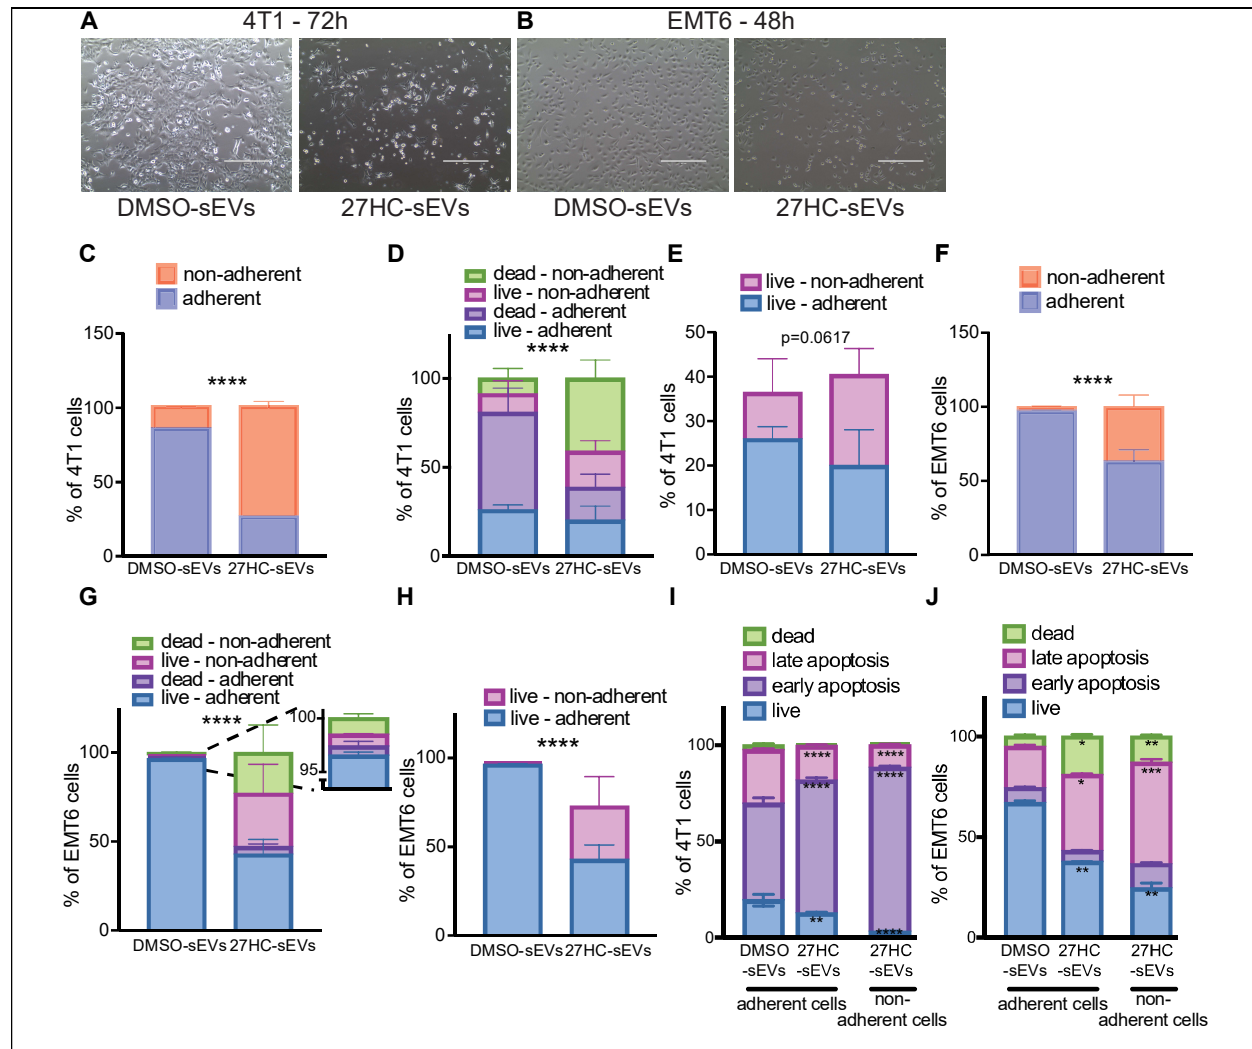 A 4T1 - 72h
B EMT6 - 48h
DMSO-sEVs
27HC-sEVs
DMSO-sEVs
27HC-sEVs
C
non-adherent
adherent
150
100
50
0
% of 4T1 cells
****
DMSO-sEVs 27HC-sEVs
D
dead - non-adherent
live - non-adherent
dead - adherent
live - adherent
****
100
50
0
% of 4T1 cells
DMSO-sEVs 27HC-sEVs
E
live - non-adherent
live - adherent
p=0.0617
50
40
30
20
10
0
% of 4T1 cells
DMSO-sEVs 27HC-sEVs
F
non-adherent
adherent
150
100
50
0
% of EMT6 cells
****
DMSO-sEVs 27HC-sEVs
G
dead - non-adherent
live - non-adherent
dead - adherent
live - adherent
****
100
50
0
100
95
% of EMT6 cells
DMSO-sEVs 27HC-sEVs
H
live - non-adherent
live - adherent
****
100
50
0
% of EMT6 cells
DMSO-sEVs 27HC-sEVs
I
dead
late apoptosis
early apoptosis
live
100
50
0
% of 4T1 cells
****
****
**
****
****
****
DMSO 27HC 27HC
-sEVs -sEVs -sEVs
adherent cells
non-
adherent cells
J
dead
late apoptosis
early apoptosis
live
100
50
0
% of EMT6 cells
*
*
**
**
***
**
DMSO 27HC 27HC
-sEVs -sEVs -sEVs
adherent cells
non-
adherent cells